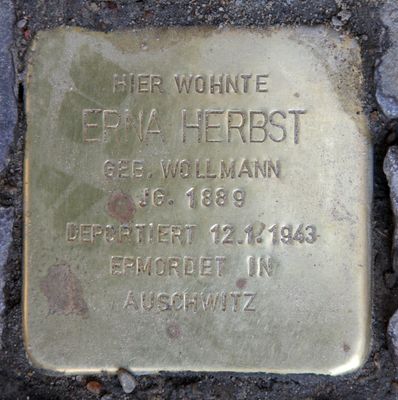 HIER WOHNTE
ERNA HERBST
GEB. WOLLMANN
JG. 1889
DEPORTIERT 12.1.1943
ERMORDET IN
AUSCHWITZ